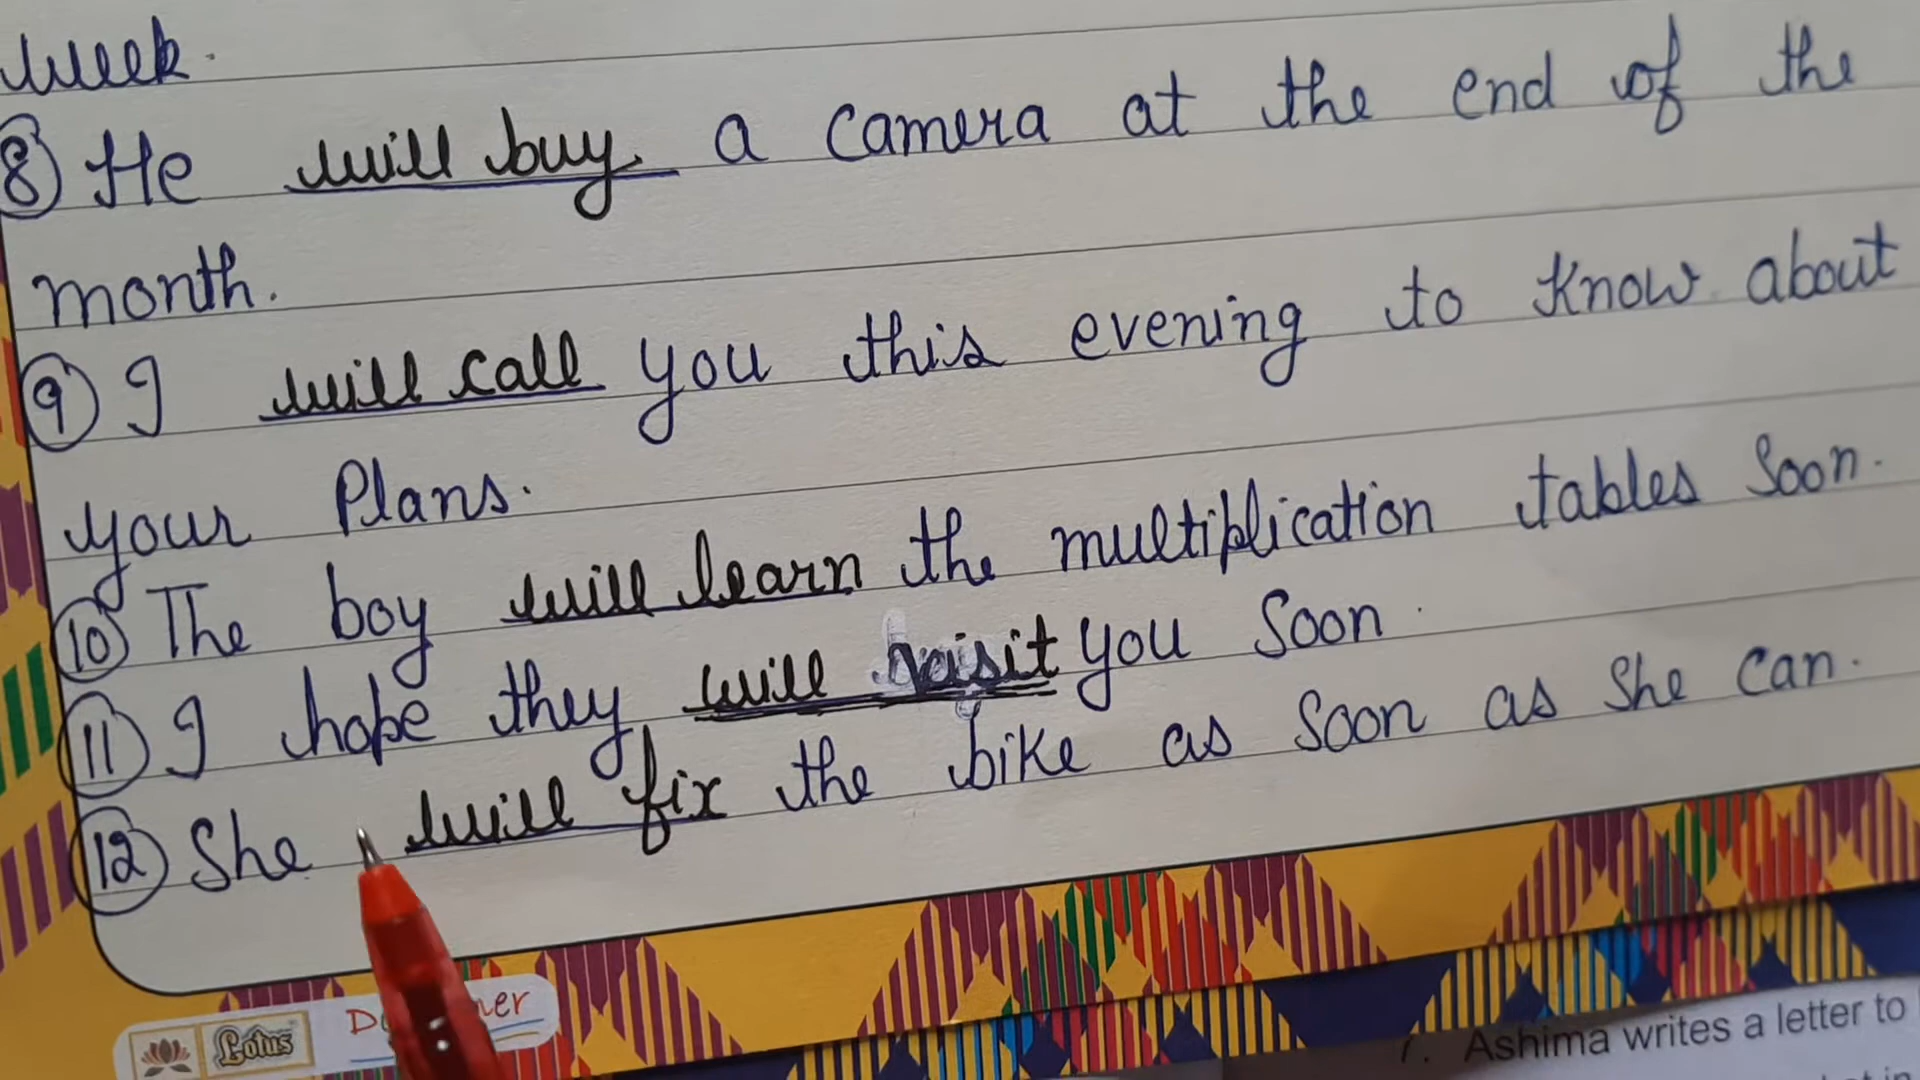 week.
8 He will buy a camera at the end of the
month.
9 I will call you this evening to know about
your Plans.
10 The boy will learn the multiplication tables soon.
11 I hope they will visit you soon.
12 She will fix the bike as soon as she can.
Lotus
7. Ashima writes a letter to